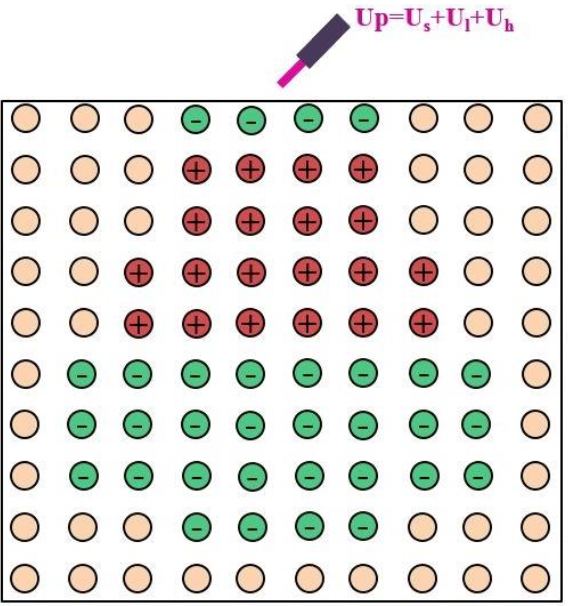 Up=Uₛ+Uₗ+Uₕ
- - - -
+ + + +
+ + + +
+ + + + + +
+ + + + + +
- - - - - - - -
- - - - - - - -
- - - - - - - -
- - - -